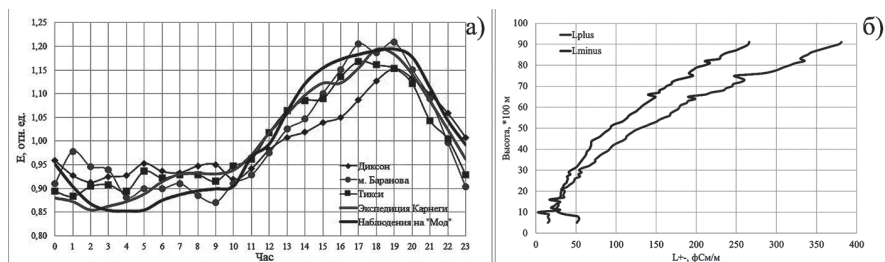 а)
1,25
1,20
1,15
1,10
1,05
1,00
0,95
0,90
0,85
0,80
Е, отн. ед.
0 1 2 3 4 5 6 7 8 9 10 11 12 13 14 15 16 17 18 19 20 21 22 23
Час
Диксон
м. Баранова
Тикси
Экспедиция Карнеги
Наблюдения на "Мод"
б)
Lplus
Lminus
100
90
80
70
60
50
40
30
20
10
0
Высота, *100 м
0 50 100 150 200 250 300 350 400
L+-, фСм/м